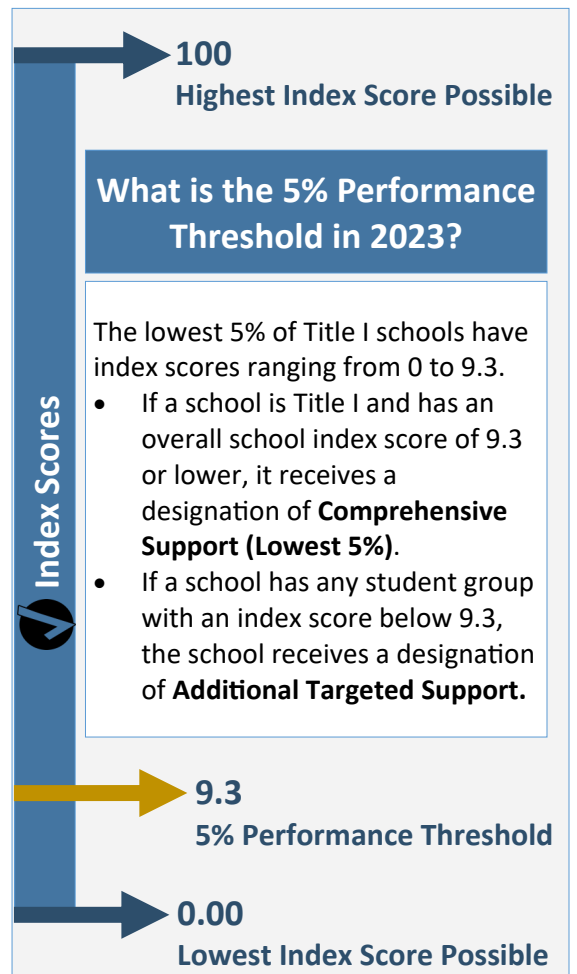 100
Highest Index Score Possible
What is the 5% Performance
Threshold in 2023?
The lowest 5% of Title I schools have
index scores ranging from 0 to 9.3.
• If a school is Title I and has an
overall school index score of 9.3
or lower, it receives a
designation of Comprehensive
Support (Lowest 5%).
• If a school has any student group
with an index score below 9.3,
the school receives a designation
of Additional Targeted Support.
Index Scores
9.3
5% Performance Threshold
0.00
Lowest Index Score Possible